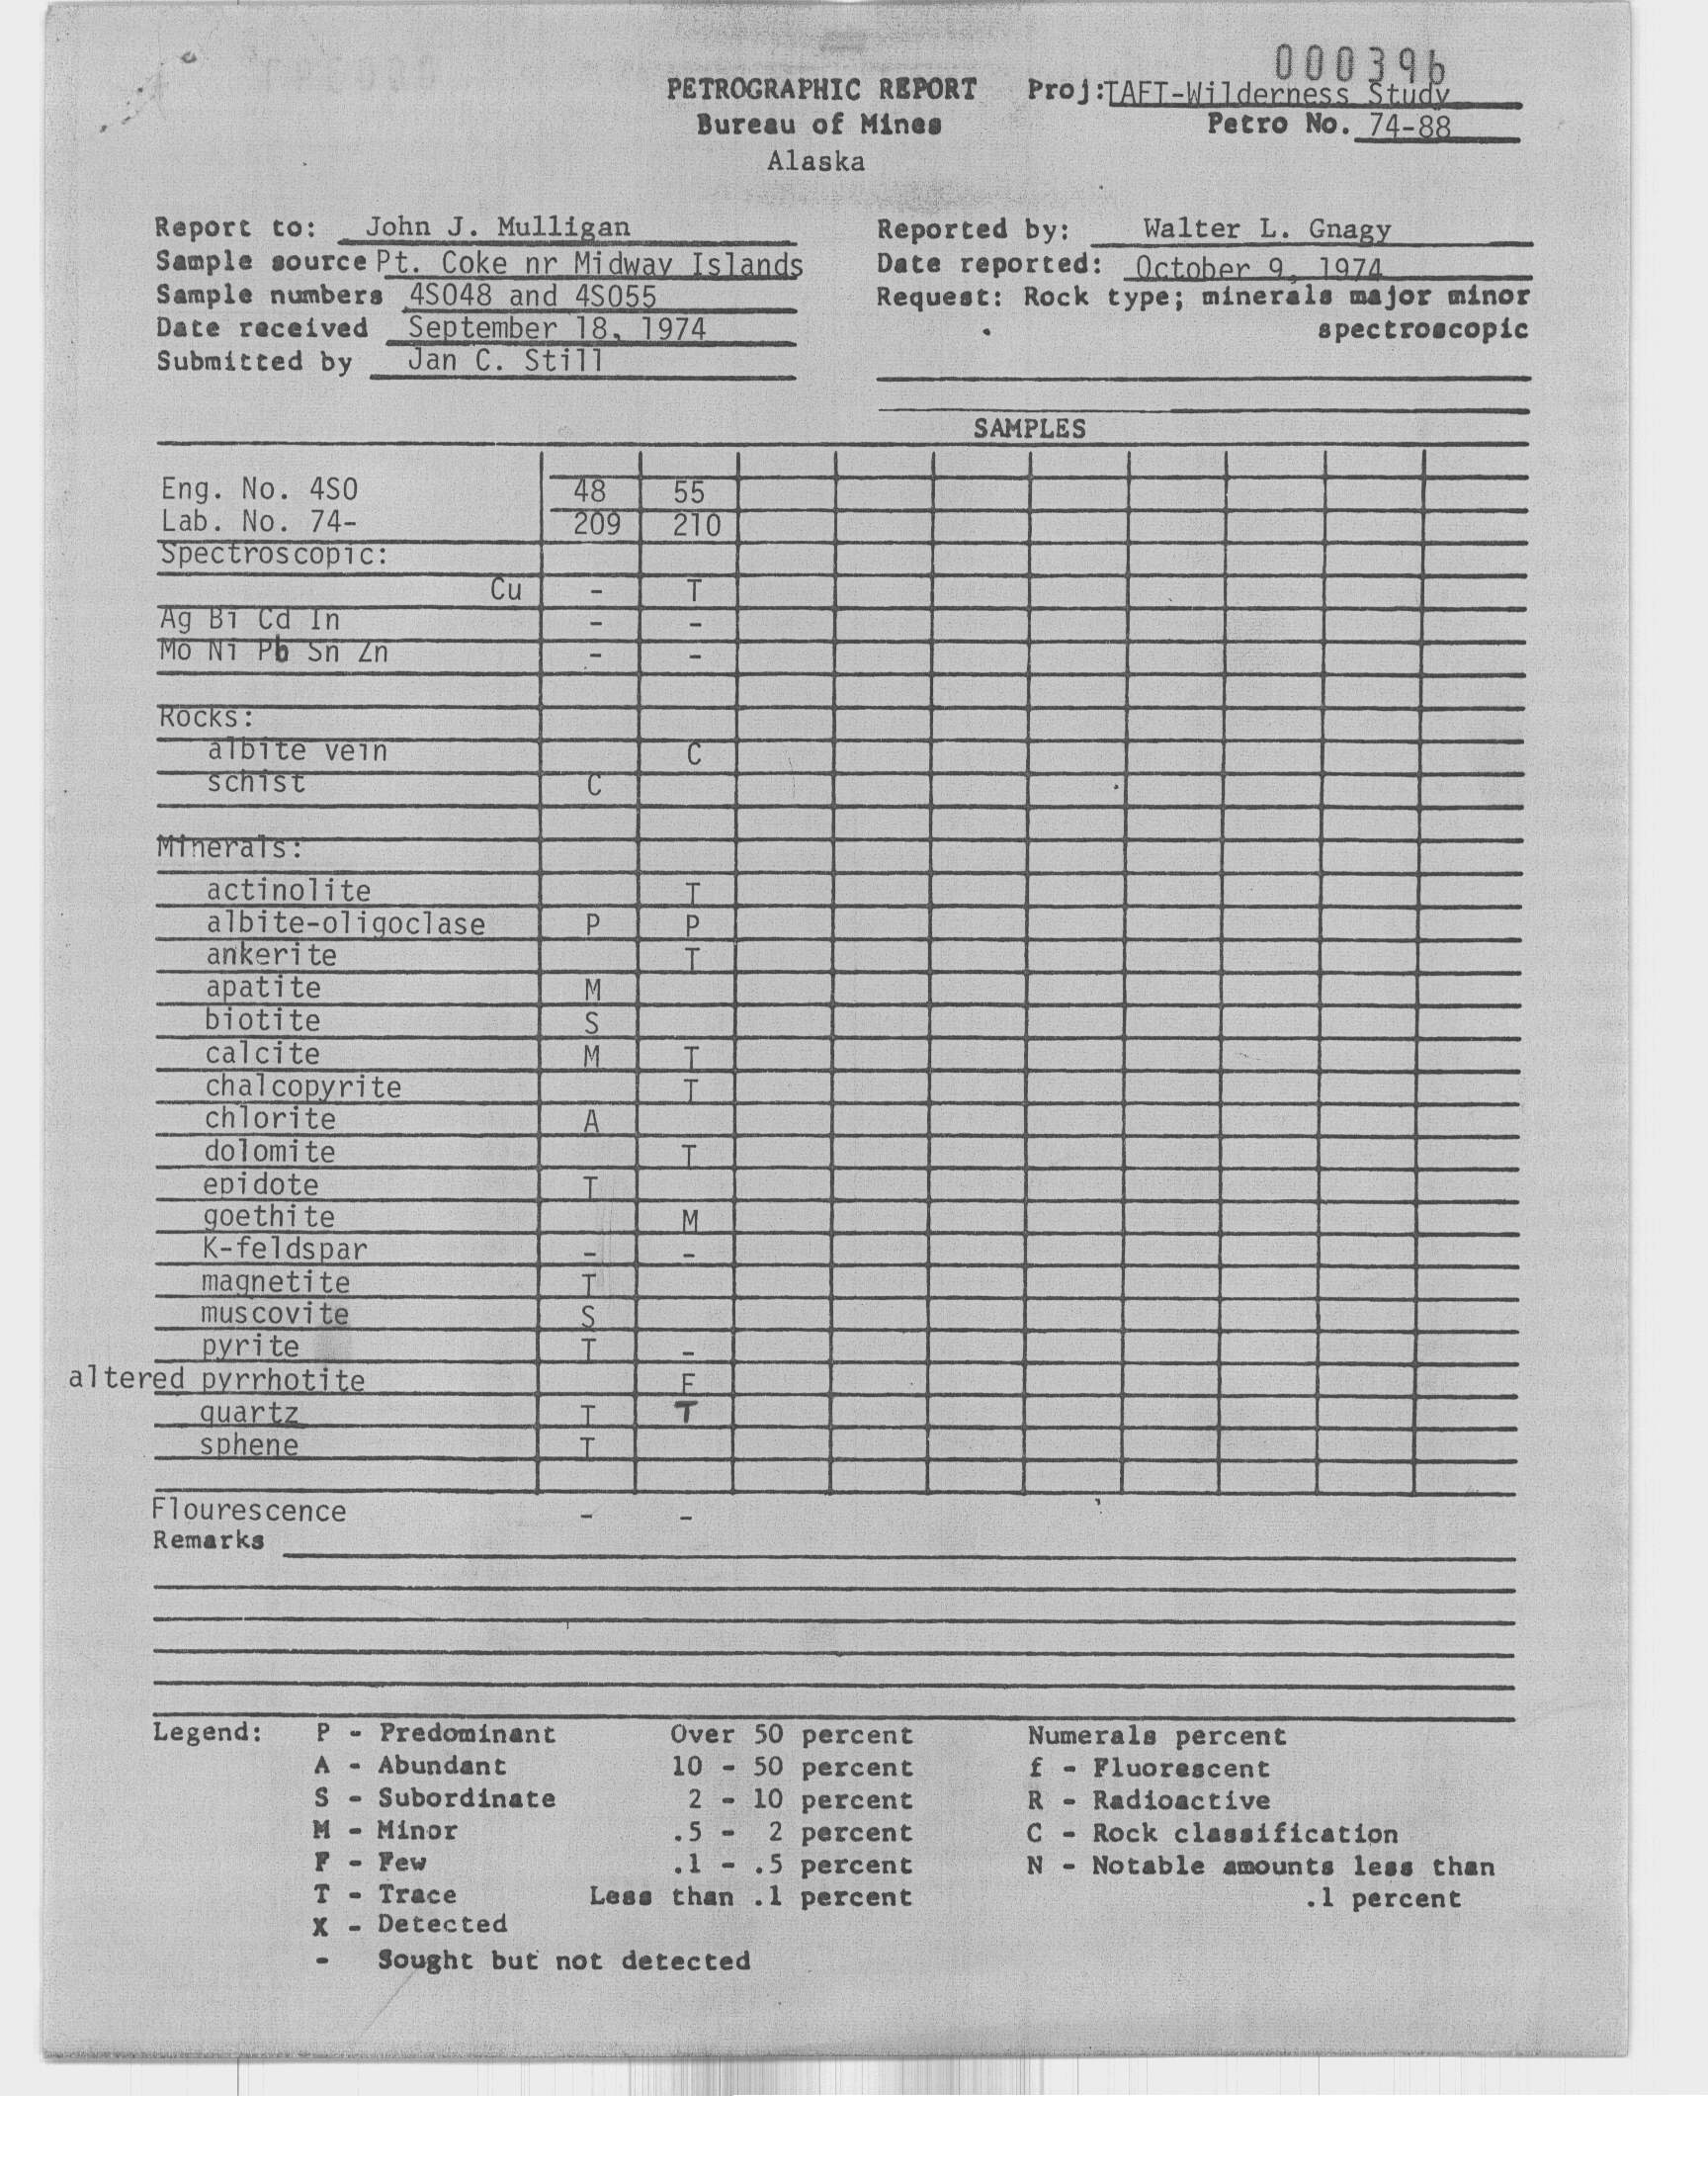 000396
PETROGRAPHIC REPORT Proj:TAFT-Wilderness Study
Bureau of Mines Petro No. 74-88
Alaska
Report to: John J. Mulligan Reported by: Walter L. Gnagy
Sample source Pt. Coke nr Midway Islands Date reported: October 9, 1974
Sample numbers 4S048 and 4S055 Request: Rock type; minerals major minor
Date received September 18, 1974 spectroscopic
Submitted by Jan C. Still
SAMPLES
Eng. No. 4S0 48 55
Lab. No. 74- 209 210
Spectroscopic:
Cu - T
Ag Bi Cd In - -
Mo Ni Pb Sn Zn - -
Rocks:
albite vein C
schist C
Minerals:
actinolite T
albite-oligoclase P P
ankerite T
apatite M
biotite S
calcite M T
chalcopyrite T
chlorite A
dolomite T
epidote T
goethite M
K-feldspar - -
magnetite T
muscovite S
pyrite T -
altered pyrrhotite F
quartz T T
sphene T
Flourescence - -
Remarks
Legend: P - Predominant Over 50 percent Numerals percent
A - Abundant 10 - 50 percent f - Fluorescent
S - Subordinate 2 - 10 percent R - Radioactive
M - Minor .5 - 2 percent C - Rock classification
F - Few .1 - .5 percent N - Notable amounts less than
T - Trace Less than .1 percent .1 percent
X - Detected
- Sought but not detected